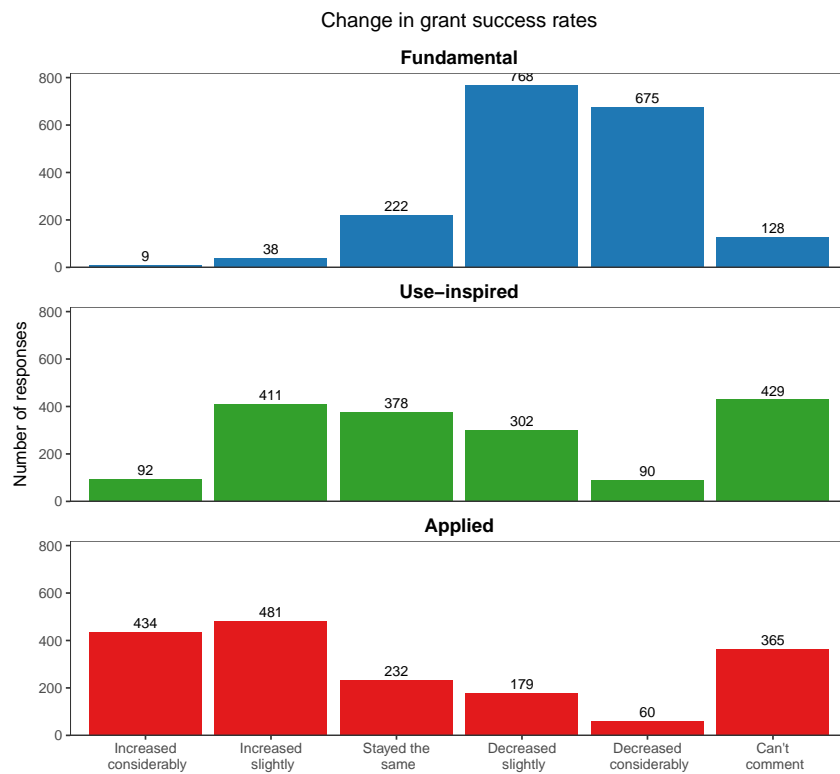 Change in grant success rates
Fundamental
800
600
400
200
0
9
38
222
768
675
128
Use−inspired
800
600
400
200
0
92
411
378
302
90
429
Number of responses
Applied
800
600
400
200
0
434
481
232
179
60
365
Increased
considerably
Increased
slightly
Stayed the
same
Decreased
slightly
Decreased
considerably
Can't
comment